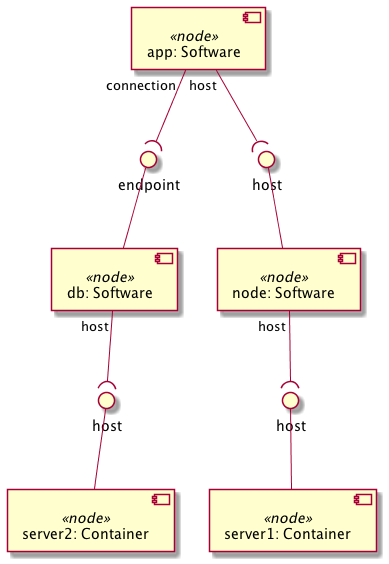 «node»
app: Software
connection host
endpoint host
«node» «node»
db: Software node: Software
host host
host host
«node» «node»
server2: Container server1: Container